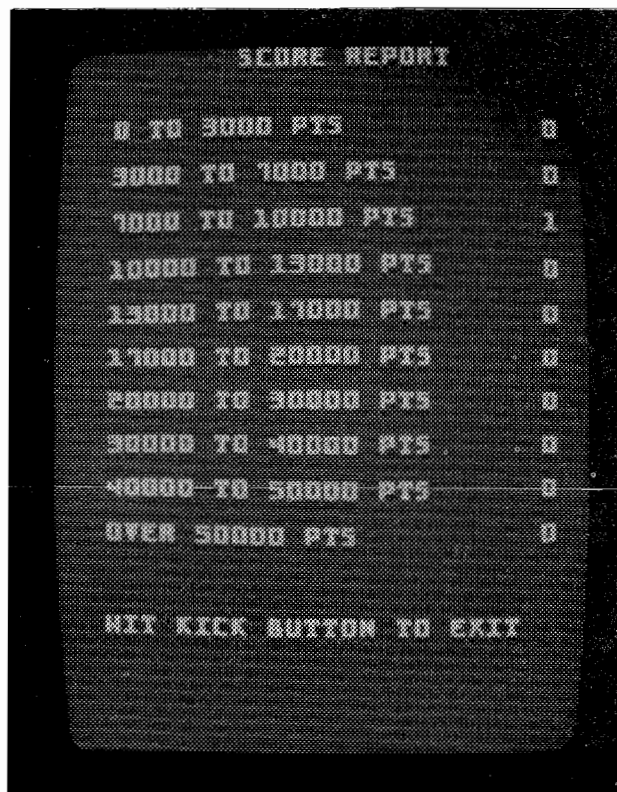 SCORE REPORT
0 TO 3000 PTS 0
3000 TO 7000 PTS 0
7000 TO 10000 PTS 1
10000 TO 13000 PTS 0
13000 TO 17000 PTS 0
17000 TO 20000 PTS 0
20000 TO 30000 PTS 0
30000 TO 40000 PTS 0
40000 TO 50000 PTS 0
OVER 50000 PTS 0
HIT KICK BUTTON TO EXIT